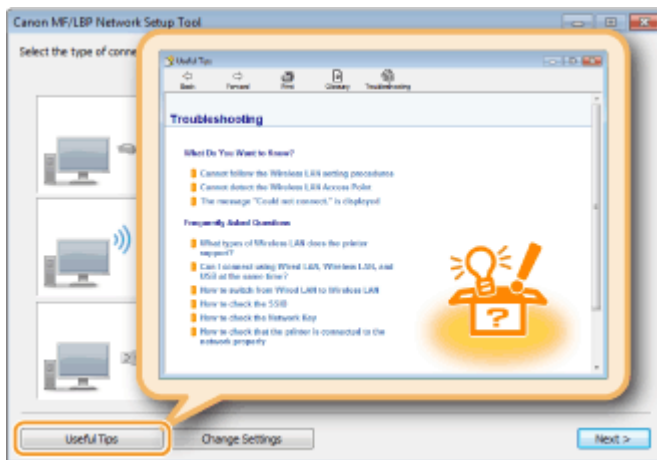 Canon MF/LBP Network Setup Tool
Select the type of conne
Useful Tips
Back Forward Print Glossary Troubleshooting
Troubleshooting
What Do You Want to Know?
Cannot follow the Wireless LAN setting procedures
Cannot detect the Wireless LAN Access Point
The message "Could not connect." is displayed
Frequently Asked Questions
What types of Wireless LAN does the printer
support?
Can I connect using Wired LAN, Wireless LAN, and
USB at the same time?
How to switch from Wired LAN to Wireless LAN
How to check the SSID
How to check the Network Key
How to check that the printer is connected to the
network properly
?
Useful Tips Change Settings Next >